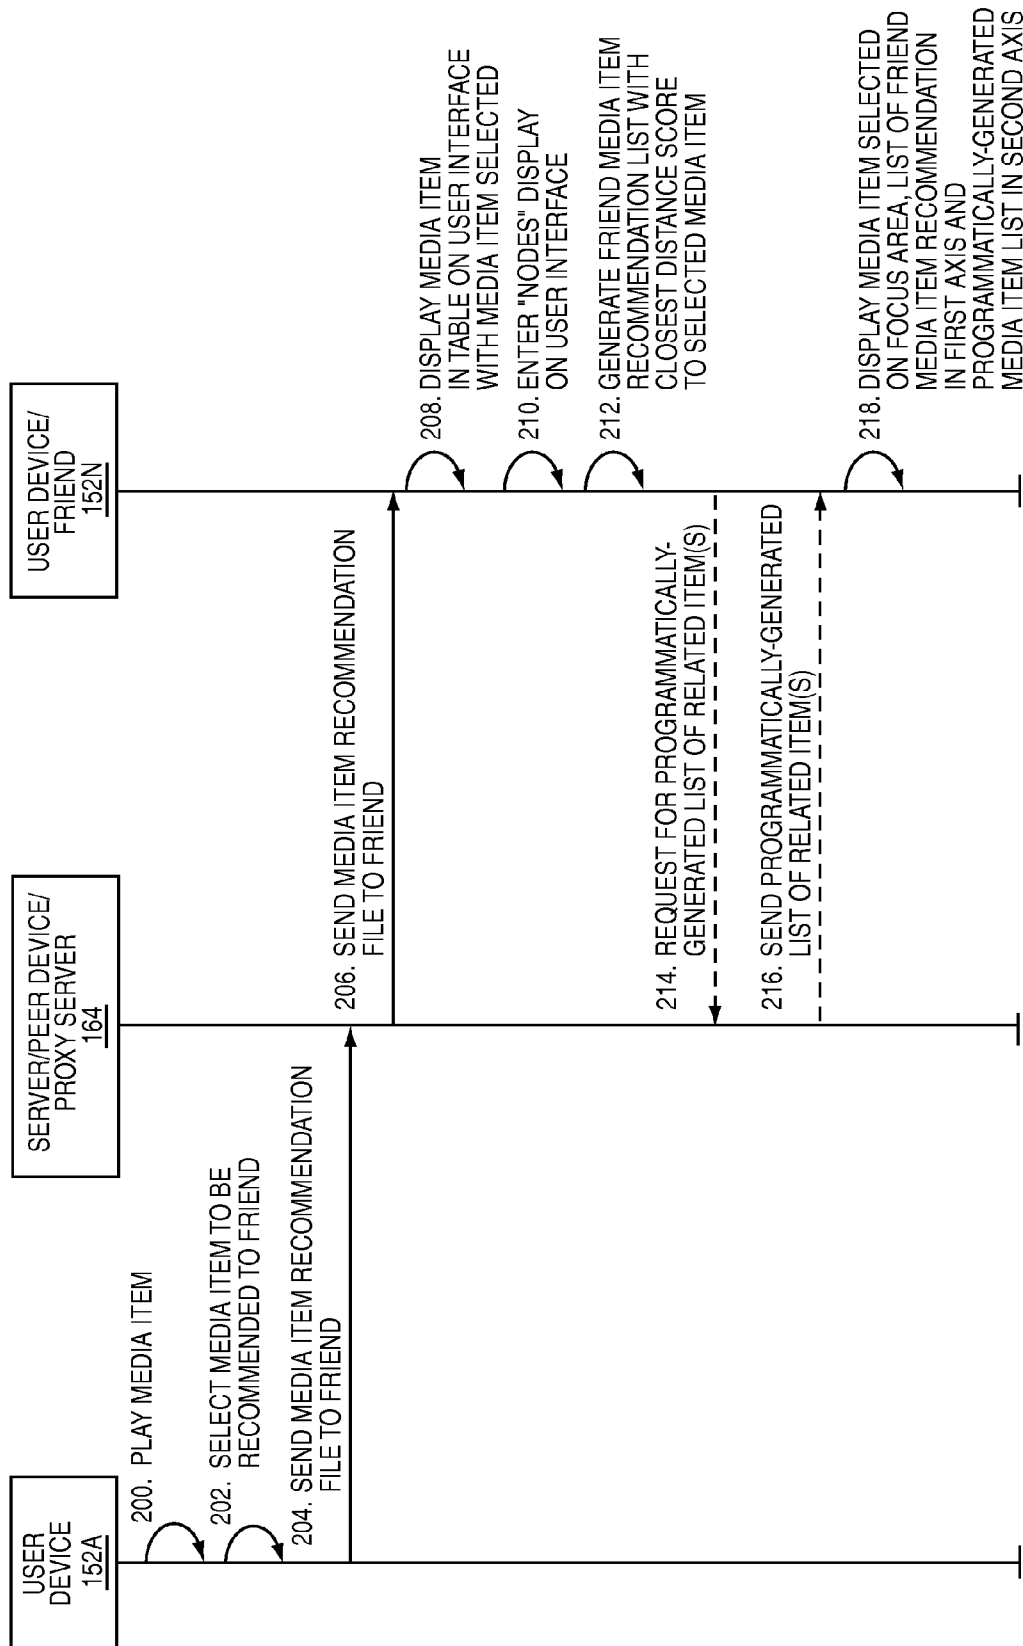 USER
DEVICE
152A
SERVER/PEER DEVICE/
PROXY SERVER
164
USER DEVICE/
FRIEND
152N
200. PLAY MEDIA ITEM
202. SELECT MEDIA ITEM TO BE
RECOMMENDED TO FRIEND
204. SEND MEDIA ITEM RECOMMENDATION
FILE TO FRIEND
206. SEND MEDIA ITEM RECOMMENDATION
FILE TO FRIEND
208. DISPLAY MEDIA ITEM
IN TABLE ON USER INTERFACE
WITH MEDIA ITEM SELECTED
210. ENTER "NODES" DISPLAY
ON USER INTERFACE
212. GENERATE FRIEND MEDIA ITEM
RECOMMENDATION LIST WITH
CLOSEST DISTANCE SCORE
TO SELECTED MEDIA ITEM
214. REQUEST FOR PROGRAMMATICALLY-
GENERATED LIST OF RELATED ITEM(S)
216. SEND PROGRAMMATICALLY-GENERATED
LIST OF RELATED ITEM(S)
218. DISPLAY MEDIA ITEM SELECTED
ON FOCUS AREA, LIST OF FRIEND
MEDIA ITEM RECOMMENDATION
IN FIRST AXIS AND
PROGRAMMATICALLY-GENERATED
MEDIA ITEM LIST IN SECOND AXIS